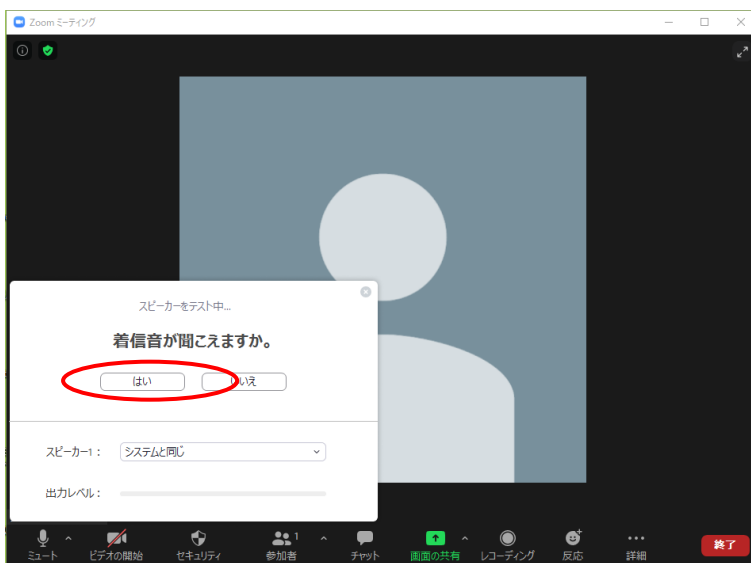 Zoom ミーティング
スピーカーをテスト中...
着信音が聞こえますか。
はい
いいえ
スピーカー1：
システムと同じ
出力レベル：
ミュート
ビデオの開始
セキュリティ
参加者
1
チャット
画面の共有
レコーディング
反応
詳細
終了